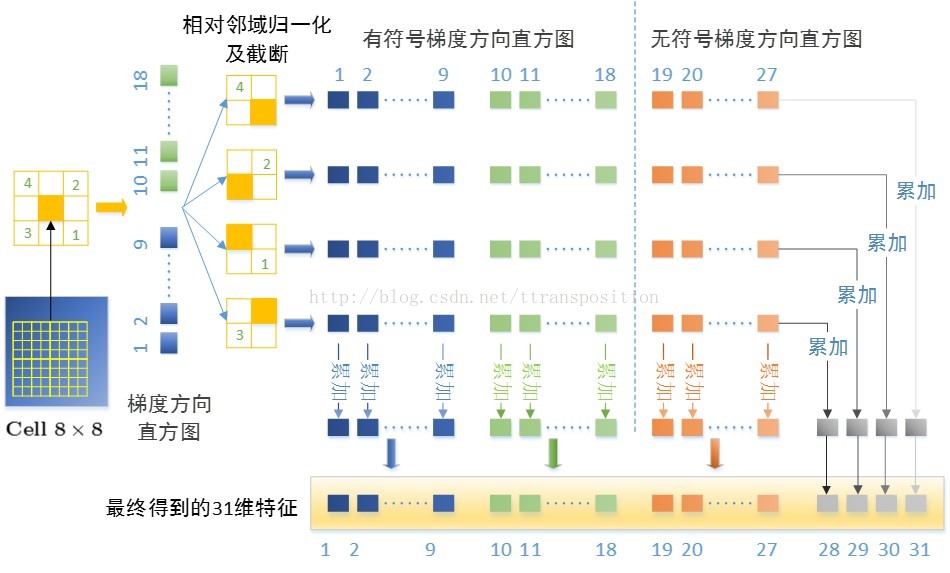 相对邻域归一化
及截断
有符号梯度方向直方图
无符号梯度方向直方图
18
11
10
9
2
1
4
2
3
1
4
2
1
3
1 2 9 10 11 18 19 20 27
累加
累加
累加
累加
http://blog.csdn.net/ttransposition
Cell 8 × 8
梯度方向
直方图
累加 累加 累加 累加 累加 累加 累加 累加 累加
最终得到的31维特征
1 2 9 10 11 18 19 20 27 28 29 30 31